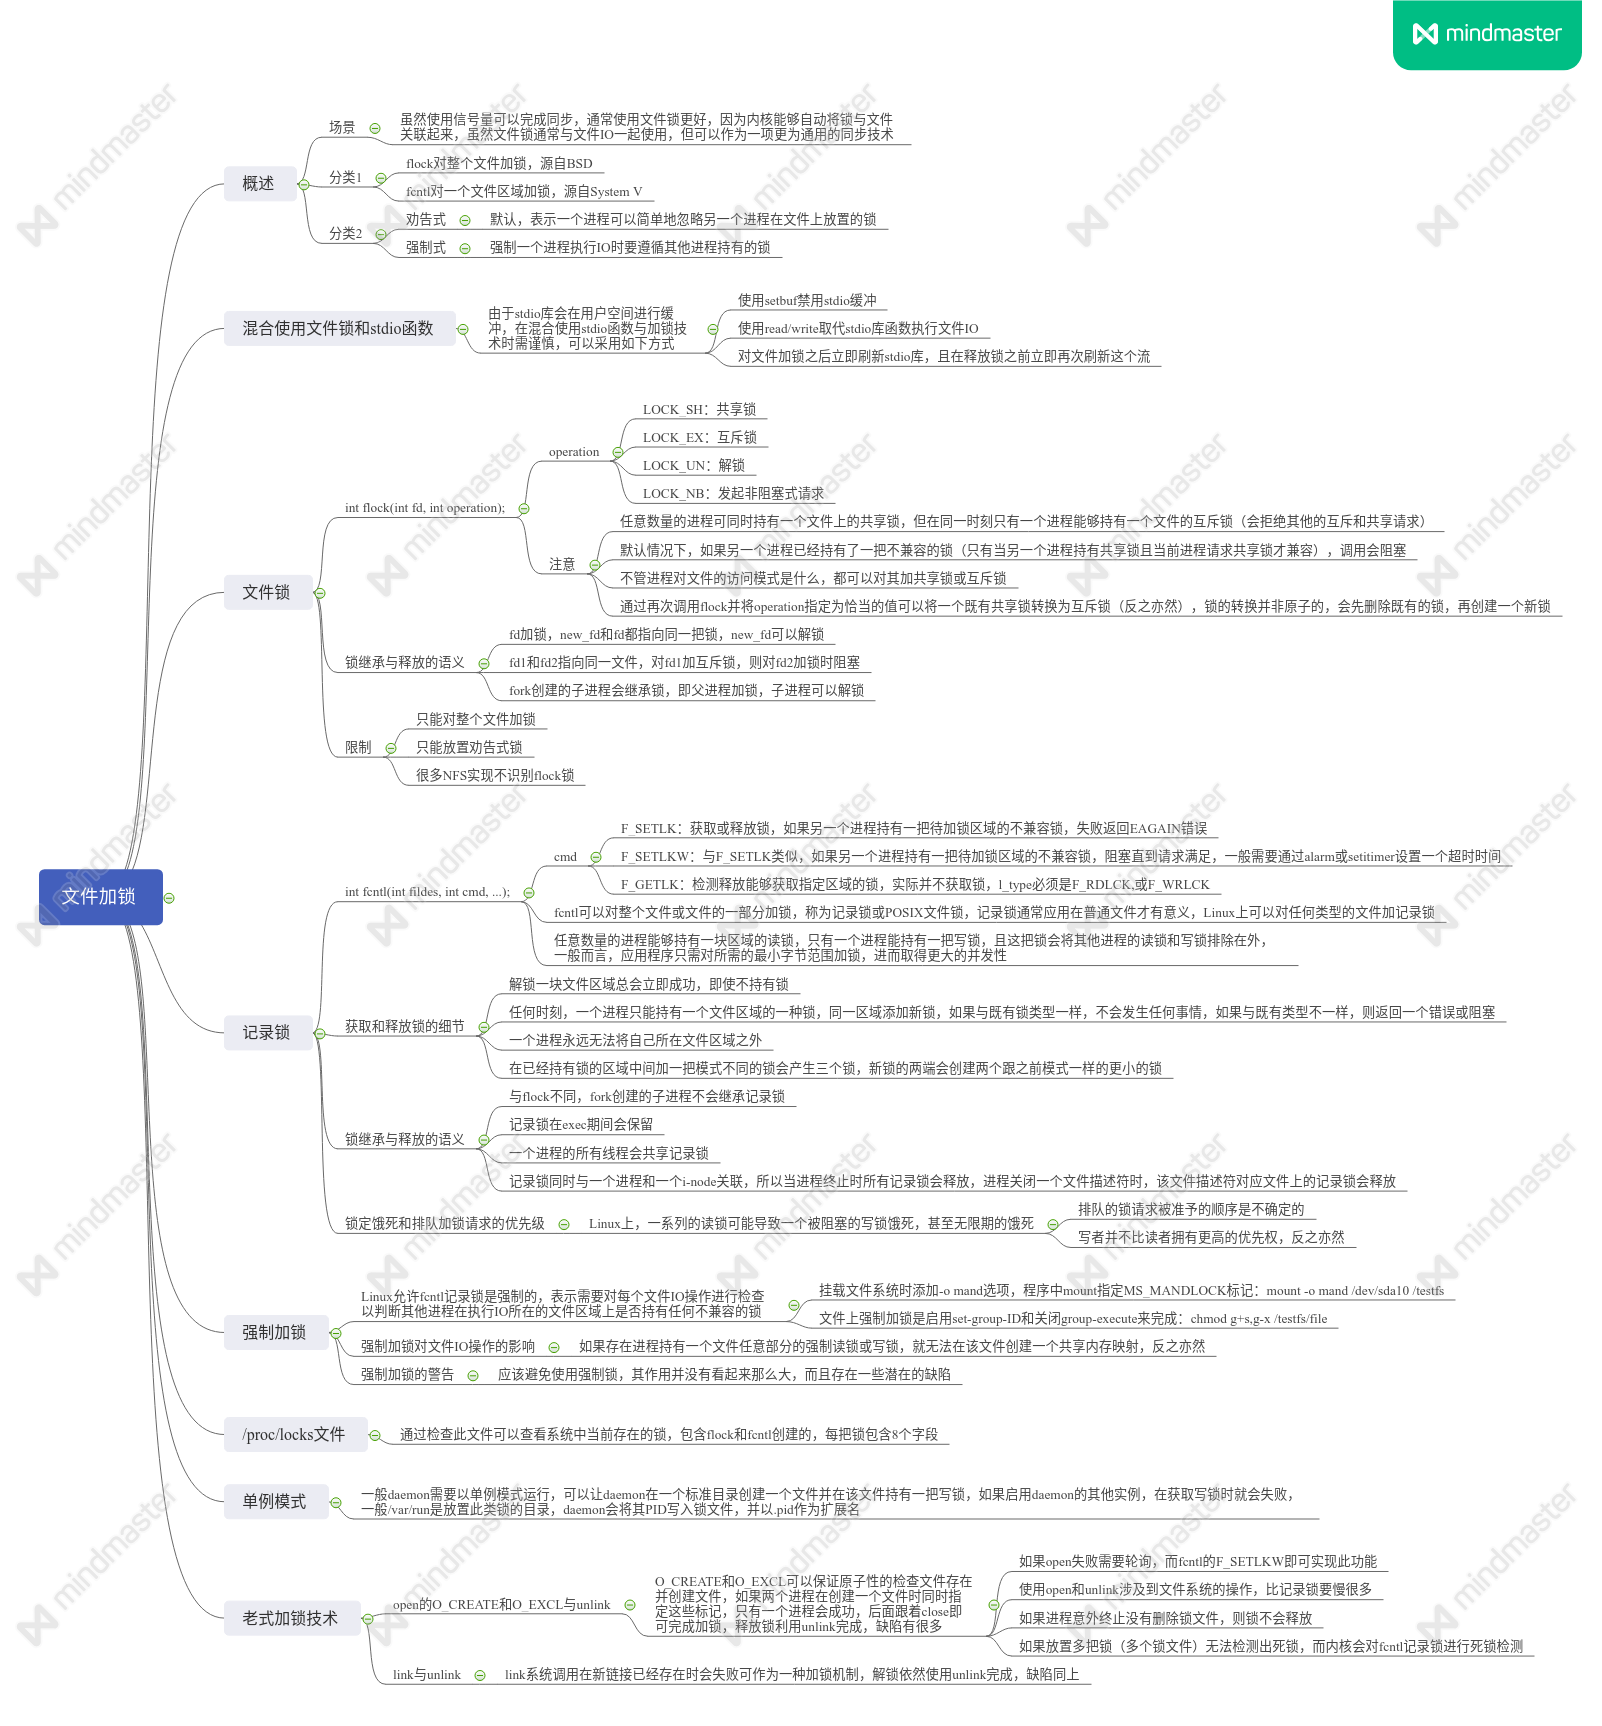 mindmaster
文件加锁
概述
场景
虽然使用信号量可以完成同步，通常使用文件锁更好，因为内核能够自动将锁与文件
关联起来，虽然文件锁通常与文件IO一起使用，但可以作为一项更为通用的同步技术
分类1
flock对整个文件加锁，源自BSD
fcntl对一个文件区域加锁，源自System V
分类2
劝告式
默认，表示一个进程可以简单地忽略另一个进程在文件上放置的锁
强制式
强制一个进程执行IO时要遵循其他进程持有的锁
混合使用文件锁和stdio函数
由于stdio库会在用户空间进行缓
冲，在混合使用stdio函数与加锁技
术时需谨慎，可以采用如下方式
使用setbuf禁用stdio缓冲
使用read/write取代stdio库函数执行文件IO
对文件加锁之后立即刷新stdio库，且在释放锁之前立即再次刷新这个流
文件锁
int flock(int fd, int operation);
operation
LOCK_SH：共享锁
LOCK_EX：互斥锁
LOCK_UN：解锁
LOCK_NB：发起非阻塞式请求
注意
任意数量的进程可同时持有一个文件上的共享锁，但在同一时刻只有一个进程能够持有一个文件的互斥锁（会拒绝其他的互斥和共享请求）
默认情况下，如果另一个进程已经持有了一把不兼容的锁（只有当另一个进程持有共享锁且当前进程请求共享锁才兼容），调用会阻塞
不管进程对文件的访问模式是什么，都可以对其加共享锁或互斥锁
通过再次调用flock并将operation指定为恰当的值可以将一个既有共享锁转换为互斥锁（反之亦然），锁的转换并非原子的，会先删除既有的锁，再创建一个新锁
锁继承与释放的语义
fd加锁，new_fd和fd都指向同一把锁，new_fd可以解锁
fd1和fd2指向同一文件，对fd1加互斥锁，则对fd2加锁时阻塞
fork创建的子进程会继承锁，即父进程加锁，子进程可以解锁
限制
只能对整个文件加锁
只能放置劝告式锁
很多NFS实现不识别flock锁
记录锁
int fcntl(int fildes, int cmd, ...);
cmd
F_SETLK：获取或释放锁，如果另一个进程持有一把待加锁区域的不兼容锁，失败返回EAGAIN错误
F_SETLKW：与F_SETLK类似，如果另一个进程持有一把待加锁区域的不兼容锁，阻塞直到请求满足，一般需要通过alarm或setitimer设置一个超时时间
F_GETLK：检测释放能够获取指定区域的锁，实际并不获取锁，l_type必须是F_RDLCK,或F_WRLCK
fcntl可以对整个文件或文件的一部分加锁，称为记录锁或POSIX文件锁，记录锁通常应用在普通文件才有意义，Linux上可以对任何类型的文件加记录锁
任意数量的进程能够持有一块区域的读锁，只有一个进程能持有一把写锁，且这把锁会将其他进程的读锁和写锁排除在外，
一般而言，应用程序只需对所需的最小字节范围加锁，进而取得更大的并发性
获取和释放锁的细节
解锁一块文件区域总会立即成功，即使不持有锁
任何时刻，一个进程只能持有一个文件区域的一种锁，同一区域添加新锁，如果与既有锁类型一样，不会发生任何事情，如果与既有类型不一样，则返回一个错误或阻塞
一个进程永远无法将自己所在文件区域之外
在已经持有锁的区域中间加一把模式不同的锁会产生三个锁，新锁的两端会创建两个跟之前模式一样的更小的锁
锁继承与释放的语义
与flock不同，fork创建的子进程不会继承记录锁
记录锁在exec期间会保留
一个进程的所有线程会共享记录锁
记录锁同时与一个进程和一个i-node关联，所以当进程终止时所有记录锁会释放，进程关闭一个文件描述符时，该文件描述符对应文件上的记录锁会释放
锁定饿死和排队加锁请求的优先级
Linux上，一系列的读锁可能导致一个被阻塞的写锁饿死，甚至无限期的饿死
排队的锁请求被准予的顺序是不确定的
写者并不比读者拥有更高的优先权，反之亦然
强制加锁
Linux允许fcntl记录锁是强制的，表示需要对每个文件IO操作进行检查
以判断其他进程在执行IO所在的文件区域上是否持有任何不兼容的锁
挂载文件系统时添加-o mand选项，程序中mount指定MS_MANDLOCK标记：mount -o mand /dev/sda10 /testfs
文件上强制加锁是启用set-group-ID和关闭group-execute来完成：chmod g+s,g-x /testfs/file
强制加锁对文件IO操作的影响
如果存在进程持有一个文件任意部分的强制读锁或写锁，就无法在该文件创建一个共享内存映射，反之亦然
强制加锁的警告
应该避免使用强制锁，其作用并没有看起来那么大，而且存在一些潜在的缺陷
/proc/locks文件
通过检查此文件可以查看系统中当前存在的锁，包含flock和fcntl创建的，每把锁包含8个字段
单例模式
一般daemon需要以单例模式运行，可以让daemon在一个标准目录创建一个文件并在该文件持有一把写锁，如果启用daemon的其他实例，在获取写锁时就会失败，
一般/var/run是放置此类锁的目录，daemon会将其PID写入锁文件，并以.pid作为扩展名
老式加锁技术
open的O_CREATE和O_EXCL与unlink
O_CREATE和O_EXCL可以保证原子性的检查文件存在
并创建文件，如果两个进程在创建一个文件时同时指
定这些标记，只有一个进程会成功，后面跟着close即
可完成加锁，释放锁利用unlink完成，缺陷有很多
如果open失败需要轮询，而fcntl的F_SETLKW即可实现此功能
使用open和unlink涉及到文件系统的操作，比记录锁要慢很多
如果进程意外终止没有删除锁文件，则锁不会释放
如果放置多把锁（多个锁文件）无法检测出死锁，而内核会对fcntl记录锁进行死锁检测
link与unlink
link系统调用在新链接已经存在时会失败可作为一种加锁机制，解锁依然使用unlink完成，缺陷同上